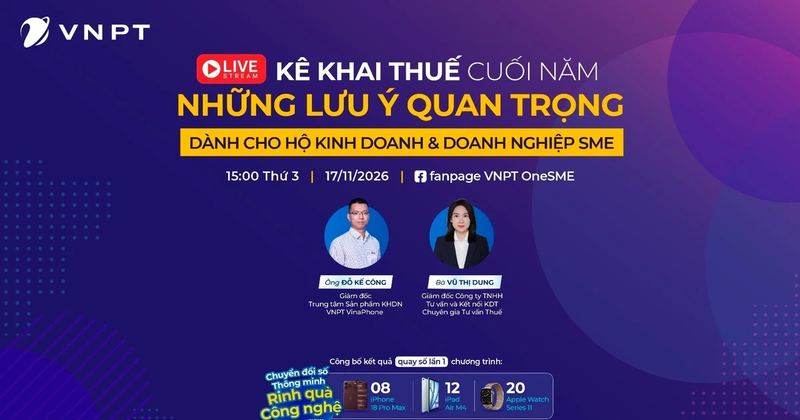 VNPT
LIVE
STREAM
KÊ KHAI THUẾ CUỐI NĂM
NHỮNG LƯU Ý QUAN TRỌNG
DÀNH CHO HỘ KINH DOANH & DOANH NGHIỆP SME
15:00 Thứ 3 | 17/11/2026 | fanpage VNPT OneSME
Ông ĐỖ KẾ CÔNG
Giám đốc
Trung tâm Sản phẩm KHDN
VNPT VinaPhone
Bà VŨ THỊ DUNG
Giám đốc Công ty TNHH
Tư vấn và Kết nối KDT
Chuyên gia Tư vấn Thuế
Công bố kết quả quay số lần 1 chương trình:
Chuyển đổi số
Thông minh
Rinh quà
Công nghệ
08
iPhone
18 Pro Max
12
iPad
Air M4
20
Apple Watch
Series 11